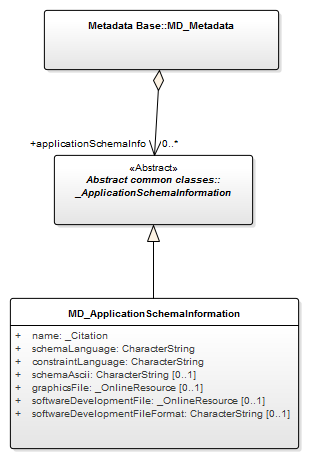 Metadata Base::MD_Metadata
+applicationSchemaInfo 0..*
«Abstract»
Abstract common classes::
_ApplicationSchemaInformation
MD_ApplicationSchemaInformation
+ name: _Citation
+ schemaLanguage: CharacterString
+ constraintLanguage: CharacterString
+ schemaAscii: CharacterString [0..1]
+ graphicsFile: _OnlineResource [0..1]
+ softwareDevelopmentFile: _OnlineResource [0..1]
+ softwareDevelopmentFileFormat: CharacterString [0..1]